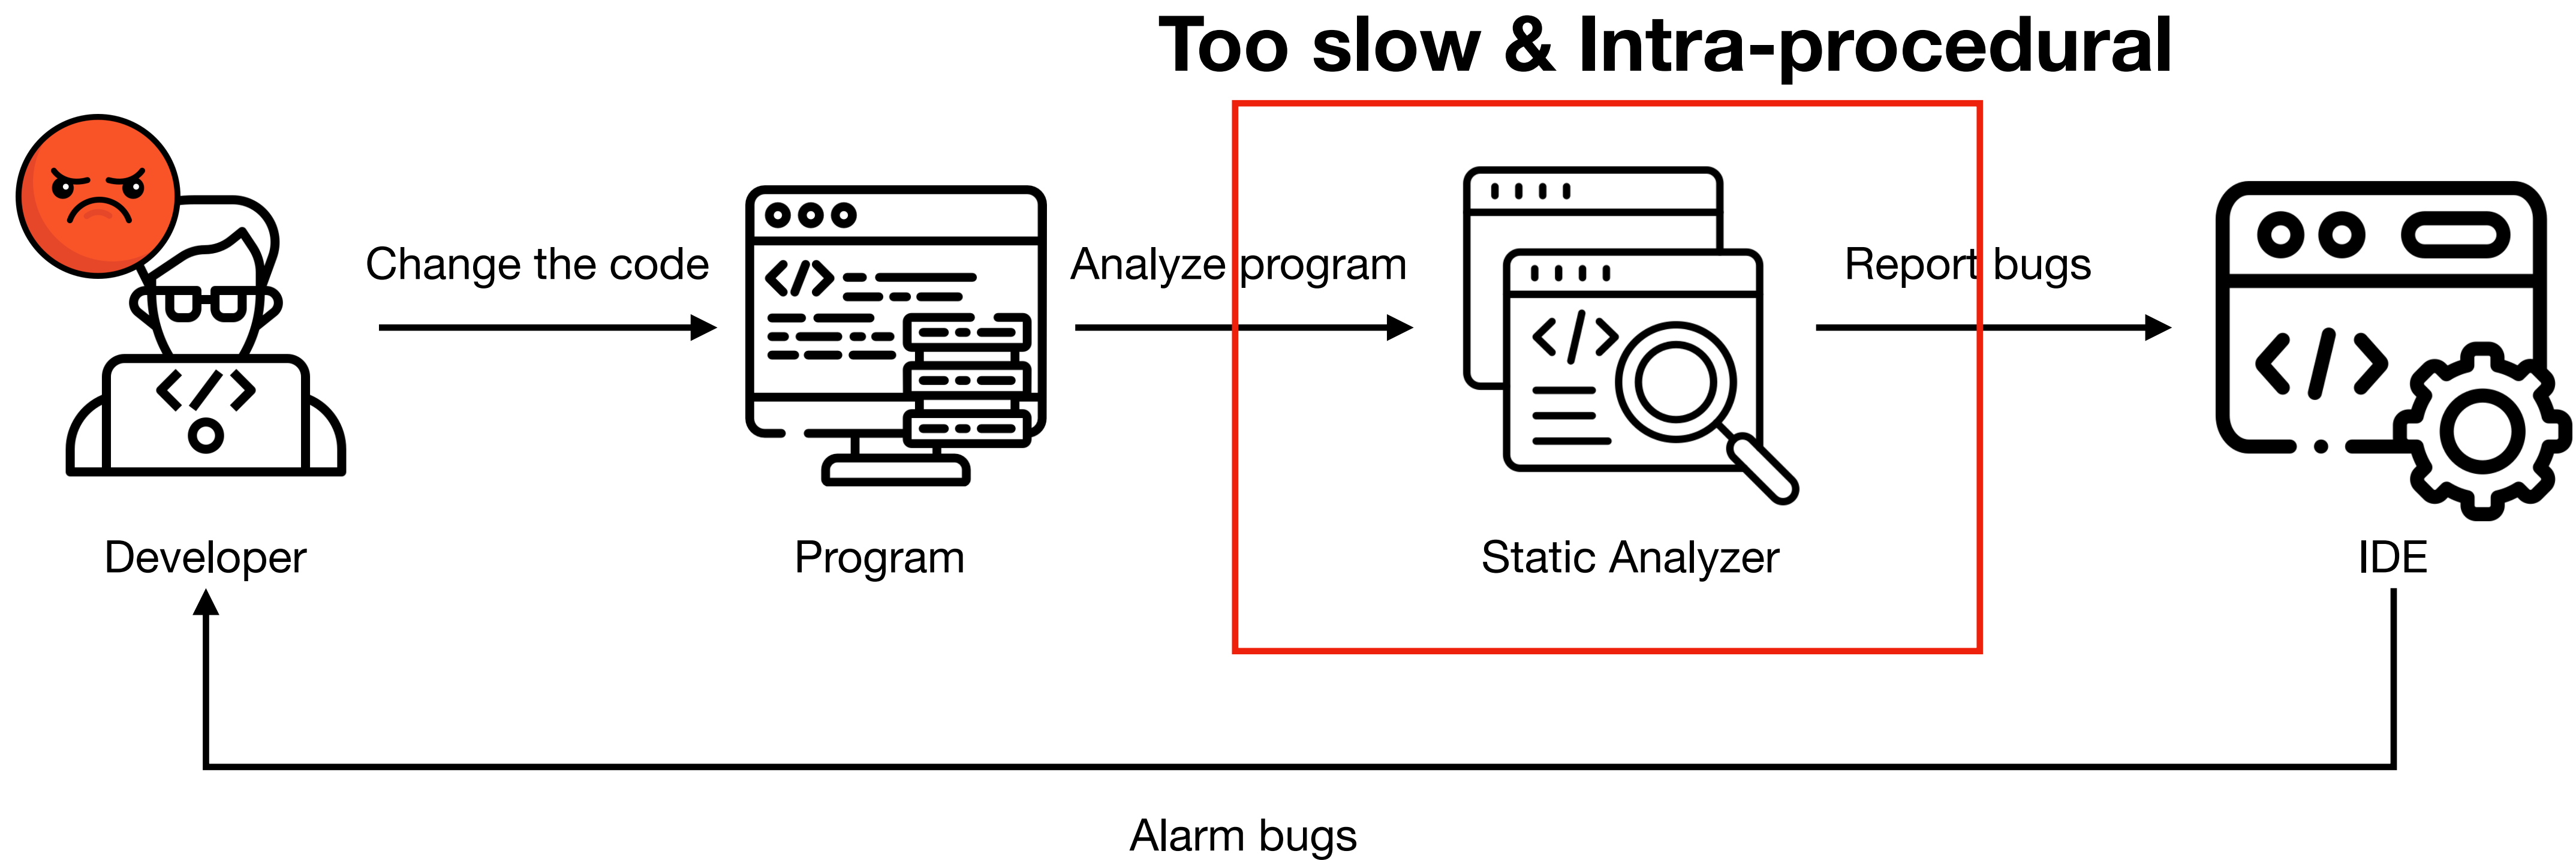 Too slow & Intra-procedural
Change the code
Analyze program
Report bugs
</>
</>
</>
</>
Developer
Program
Static Analyzer
IDE
Alarm bugs